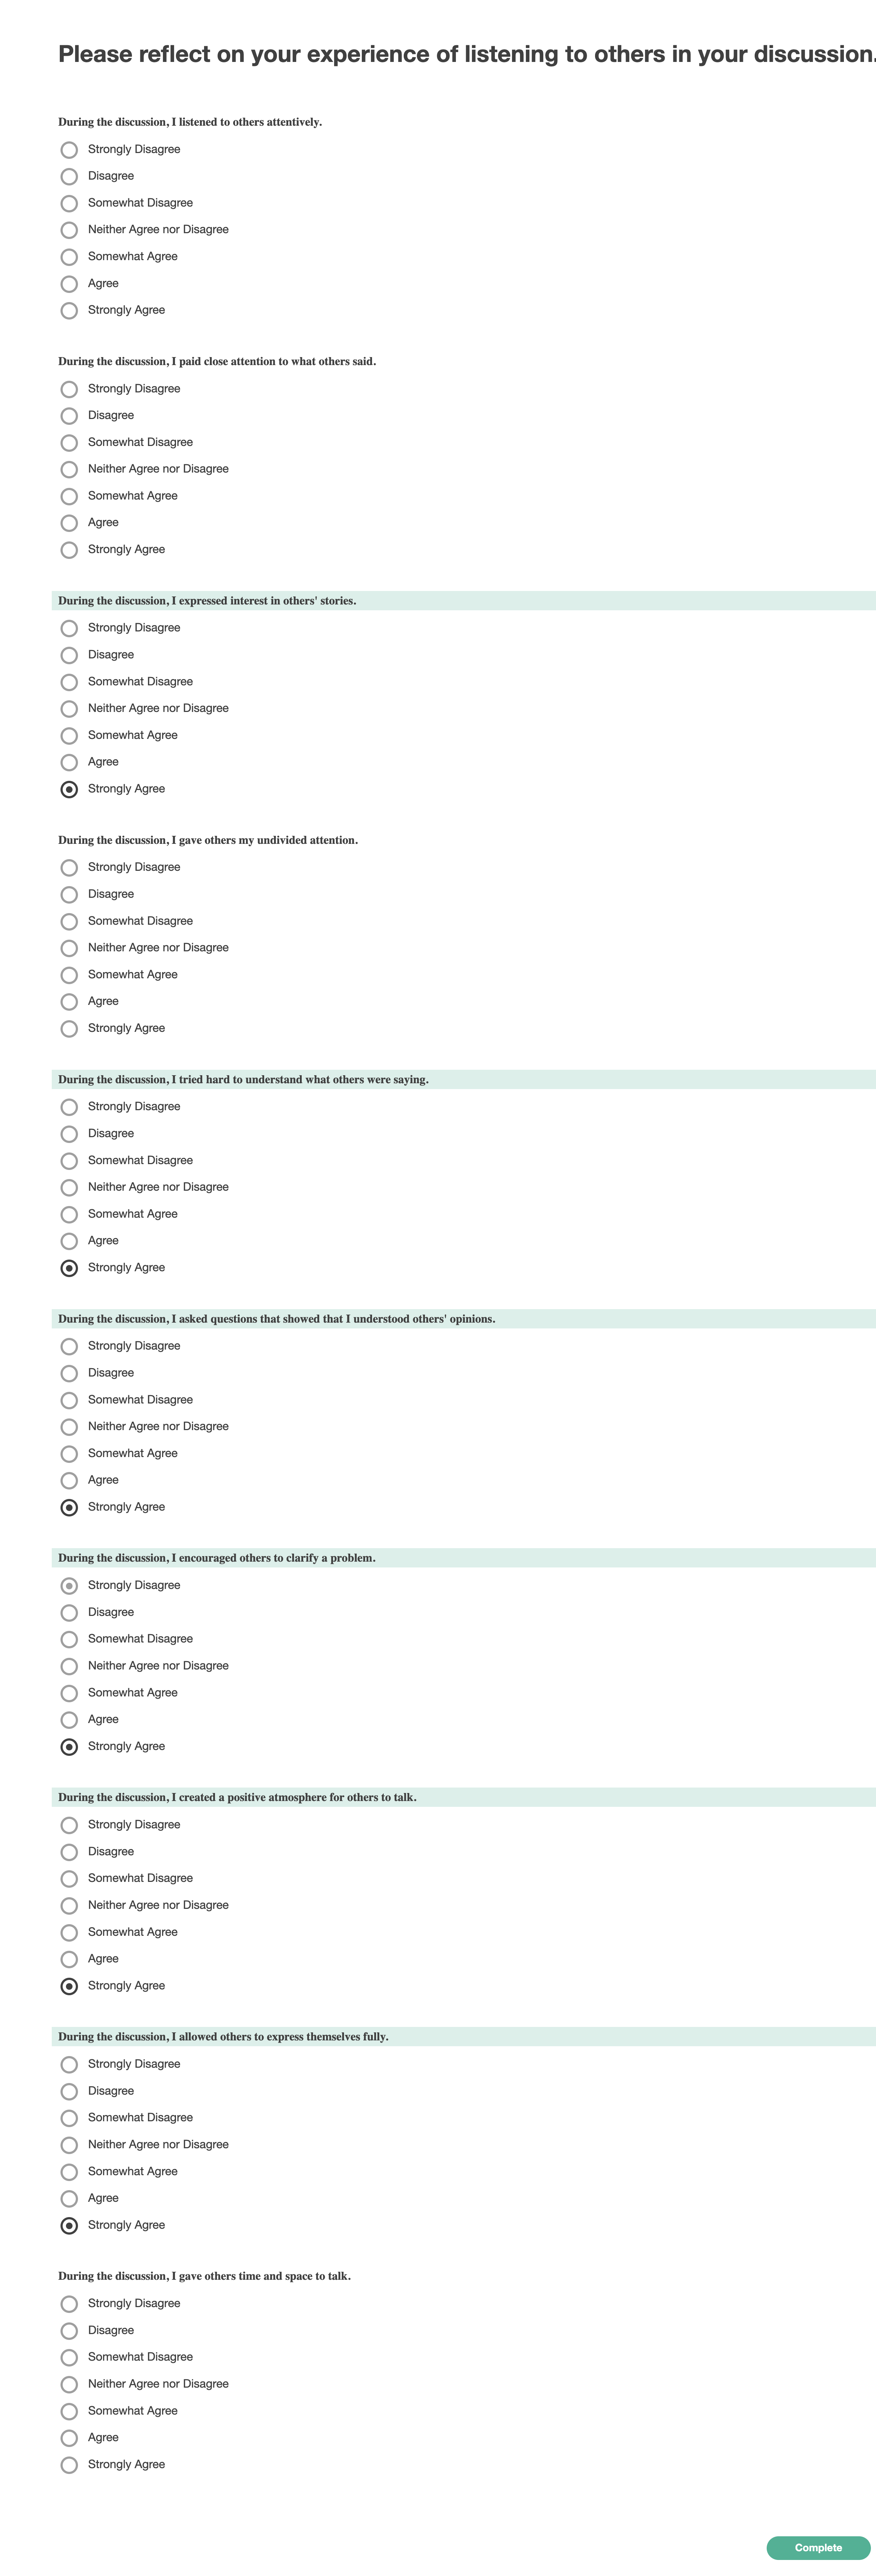 Please reflect on your experience of listening to others in your discussion.
During the discussion, I listened to others attentively.
Strongly Disagree
Disagree
Somewhat Disagree
Neither Agree nor Disagree
Somewhat Agree
Agree
Strongly Agree
During the discussion, I paid close attention to what others said.
Strongly Disagree
Disagree
Somewhat Disagree
Neither Agree nor Disagree
Somewhat Agree
Agree
Strongly Agree
During the discussion, I expressed interest in others' stories.
Strongly Disagree
Disagree
Somewhat Disagree
Neither Agree nor Disagree
Somewhat Agree
Agree
Strongly Agree
During the discussion, I gave others my undivided attention.
Strongly Disagree
Disagree
Somewhat Disagree
Neither Agree nor Disagree
Somewhat Agree
Agree
Strongly Agree
During the discussion, I tried hard to understand what others were saying.
Strongly Disagree
Disagree
Somewhat Disagree
Neither Agree nor Disagree
Somewhat Agree
Agree
Strongly Agree
During the discussion, I asked questions that showed that I understood others' opinions.
Strongly Disagree
Disagree
Somewhat Disagree
Neither Agree nor Disagree
Somewhat Agree
Agree
Strongly Agree
During the discussion, I encouraged others to clarify a problem.
Strongly Disagree
Disagree
Somewhat Disagree
Neither Agree nor Disagree
Somewhat Agree
Agree
Strongly Agree
During the discussion, I created a positive atmosphere for others to talk.
Strongly Disagree
Disagree
Somewhat Disagree
Neither Agree nor Disagree
Somewhat Agree
Agree
Strongly Agree
During the discussion, I allowed others to express themselves fully.
Strongly Disagree
Disagree
Somewhat Disagree
Neither Agree nor Disagree
Somewhat Agree
Agree
Strongly Agree
During the discussion, I gave others time and space to talk.
Strongly Disagree
Disagree
Somewhat Disagree
Neither Agree nor Disagree
Somewhat Agree
Agree
Strongly Agree
Complete